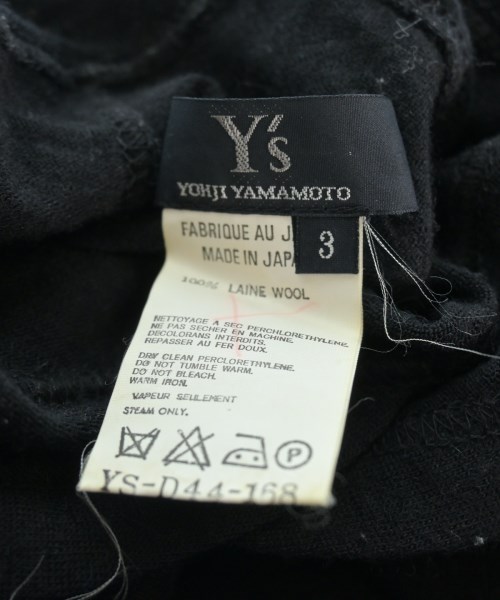 Y's
YOHJI YAMAMOTO
3
FABRIQUE AU
MADE IN JAPA
100% LAINE WOOL
NETTOYAGE A SEC PERCHLORETHYLENE.
NE PAS SECHER EN MACHINE.
DECOLORANS INTERDITS.
REPASSER AU FER DOUX.
DRY CLEAN PERCLORETHYLENE.
DO NOT TUMBLE WARM.
DO NOT BLEACH.
WARM IRON.
VAPEUR SEULEMENT
STEAM ONLY.
P
YS-D44-168